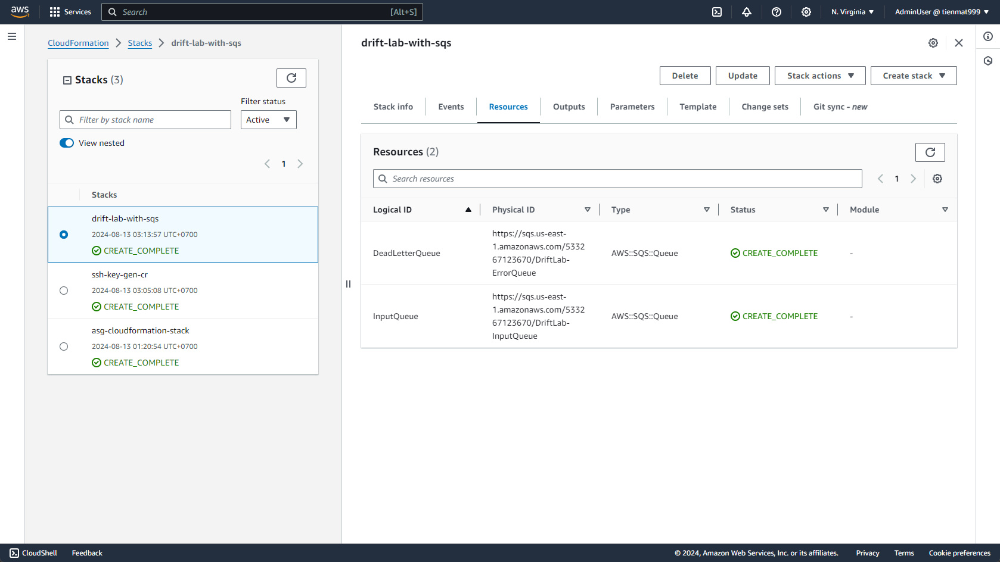 aws
Services
Search
[Alt+S]
N. Virginia
AdminUser @ tienmat999
CloudFormation
Stacks
drift-lab-with-sqs
Stacks (3)
Filter status
Filter by stack name
Active
View nested
1
Stacks
drift-lab-with-sqs
2024-08-13 03:13:57 UTC+0700
CREATE_COMPLETE
ssh-key-gen-cr
2024-08-13 03:05:08 UTC+0700
CREATE_COMPLETE
asg-cloudformation-stack
2024-08-13 01:20:54 UTC+0700
CREATE_COMPLETE
drift-lab-with-sqs
Delete
Update
Stack actions
Create stack
Stack info
Events
Resources
Outputs
Parameters
Template
Change sets
Git sync - new
Resources (2)
Search resources
1
Logical ID
Physical ID
Type
Status
Module
DeadLetterQueue
https://sqs.us-east-
1.amazonaws.com/5332
67123670/DriftLab-
ErrorQueue
AWS::SQS::Queue
CREATE_COMPLETE
-
InputQueue
https://sqs.us-east-
1.amazonaws.com/5332
67123670/DriftLab-
InputQueue
AWS::SQS::Queue
CREATE_COMPLETE
-
CloudShell
Feedback
© 2024, Amazon Web Services, Inc. or its affiliates.
Privacy
Terms
Cookie preferences